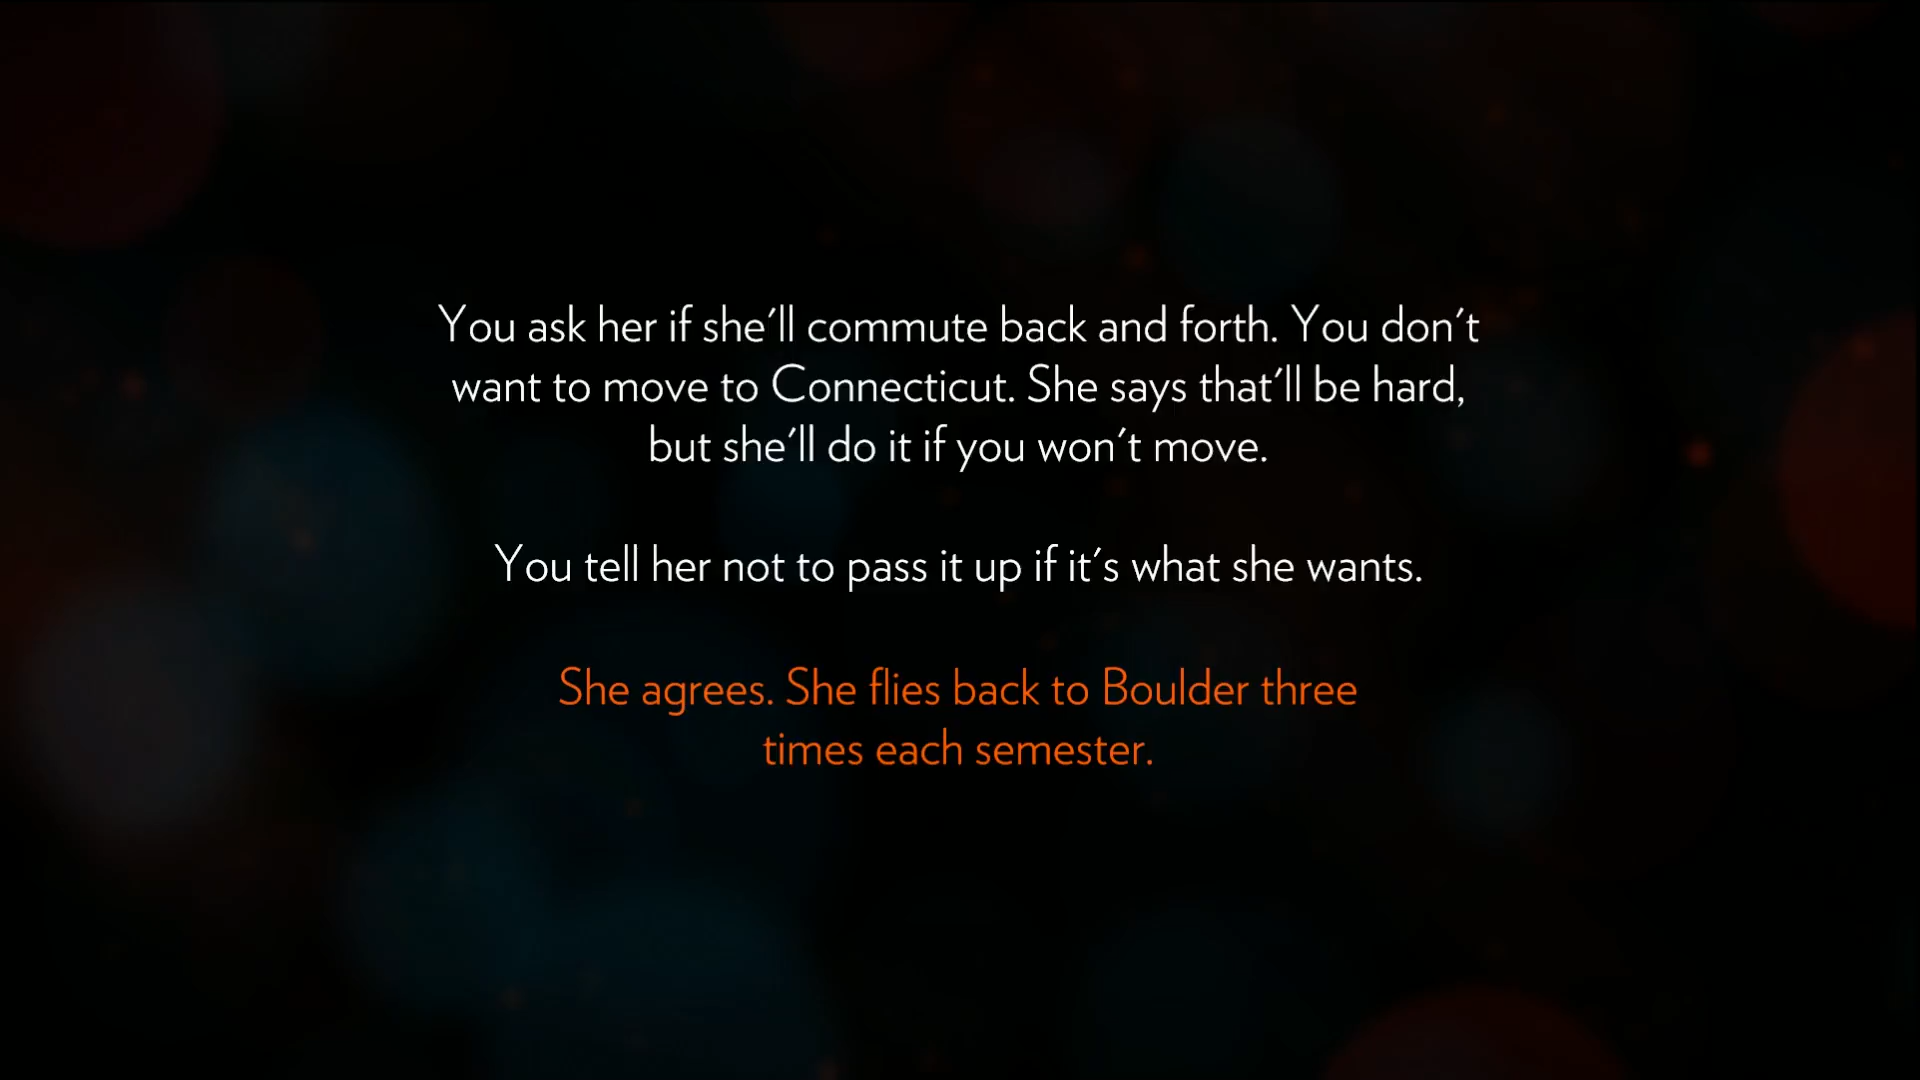 You ask her if she'll commute back and forth. You don't
want to move to Connecticut. She says that'll be hard,
but she'll do it if you won't move.
You tell her not to pass it up if it's what she wants.
She agrees. She flies back to Boulder three
times each semester.